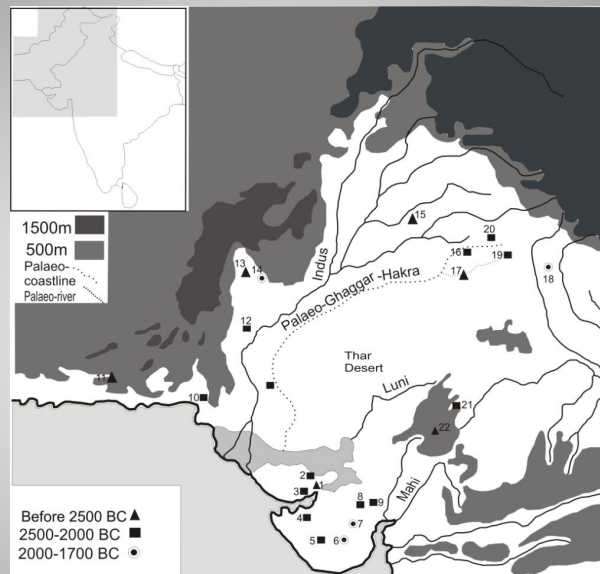 1500m
500m
Palaeo-
coastline
Palaeo-river
Indus
Palaeo-Ghaggar-Hakra
Thar
Desert
Luni
Mahi
15
20
16
19
17
18
13
14
12
11
10
21
22
2
1
3
8
9
4
7
5
6
Before 2500 BC
2500-2000 BC
2000-1700 BC